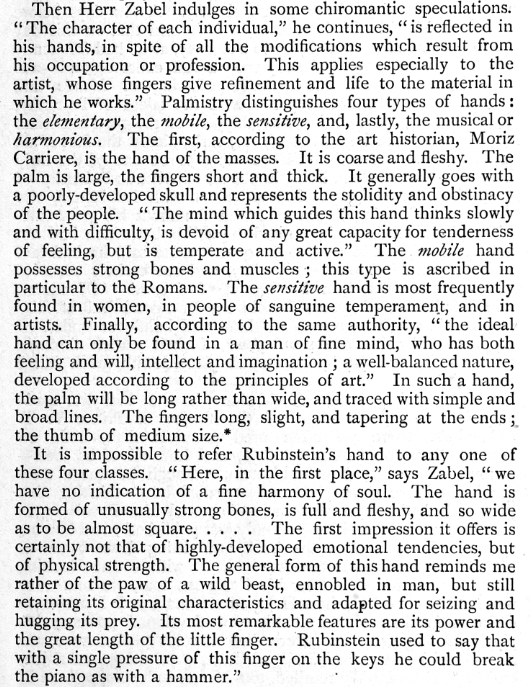 Then Herr Zabel indulges in some chiromantic speculations.
“The character of each individual,” he continues, “is reflected in
his hands, in spite of all the modifications which result from
his occupation or profession. This applies especially to the
artist, whose fingers give refinement and life to the material in
which he works.” Palmistry distinguishes four types of hands:
the elementary, the mobile, the sensitive, and, lastly, the musical or
harmonious. The first, according to the art historian, Moriz
Carriere, is the hand of the masses. It is coarse and fleshy. The
palm is large, the fingers short and thick. It generally goes with
a poorly-developed skull and represents the stolidity and obstinacy
of the people. “The mind which guides this hand thinks slowly
and with difficulty, is devoid of any great capacity for tenderness
of feeling, but is temperate and active.” The mobile hand
possesses strong bones and muscles; this type is ascribed in
particular to the Romans. The sensitive hand is most frequently
found in women, in people of sanguine temperament, and in
artists. Finally, according to the same authority, “the ideal
hand can only be found in a man of fine mind, who has both
feeling and will, intellect and imagination; a well-balanced nature,
developed according to the principles of art.” In such a hand,
the palm will be long rather than wide, and traced with simple and
broad lines. The fingers long, slight, and tapering at the ends;
the thumb of medium size.*
It is impossible to refer Rubinstein's hand to any one of
these four classes. “Here, in the first place,” says Zabel, “we
have no indication of a fine harmony of soul. The hand is
formed of unusually strong bones, is full and fleshy, and so wide
as to be almost square. . . . . The first impression it offers is
certainly not that of highly-developed emotional tendencies, but
of physical strength. The general form of this hand reminds me
rather of the paw of a wild beast, ennobled in man, but still
retaining its original characteristics and adapted for seizing and
hugging its prey. Its most remarkable features are its power and
the great length of the little finger. Rubinstein used to say that
with a single pressure of this finger on the keys he could break
the piano as with a hammer.”